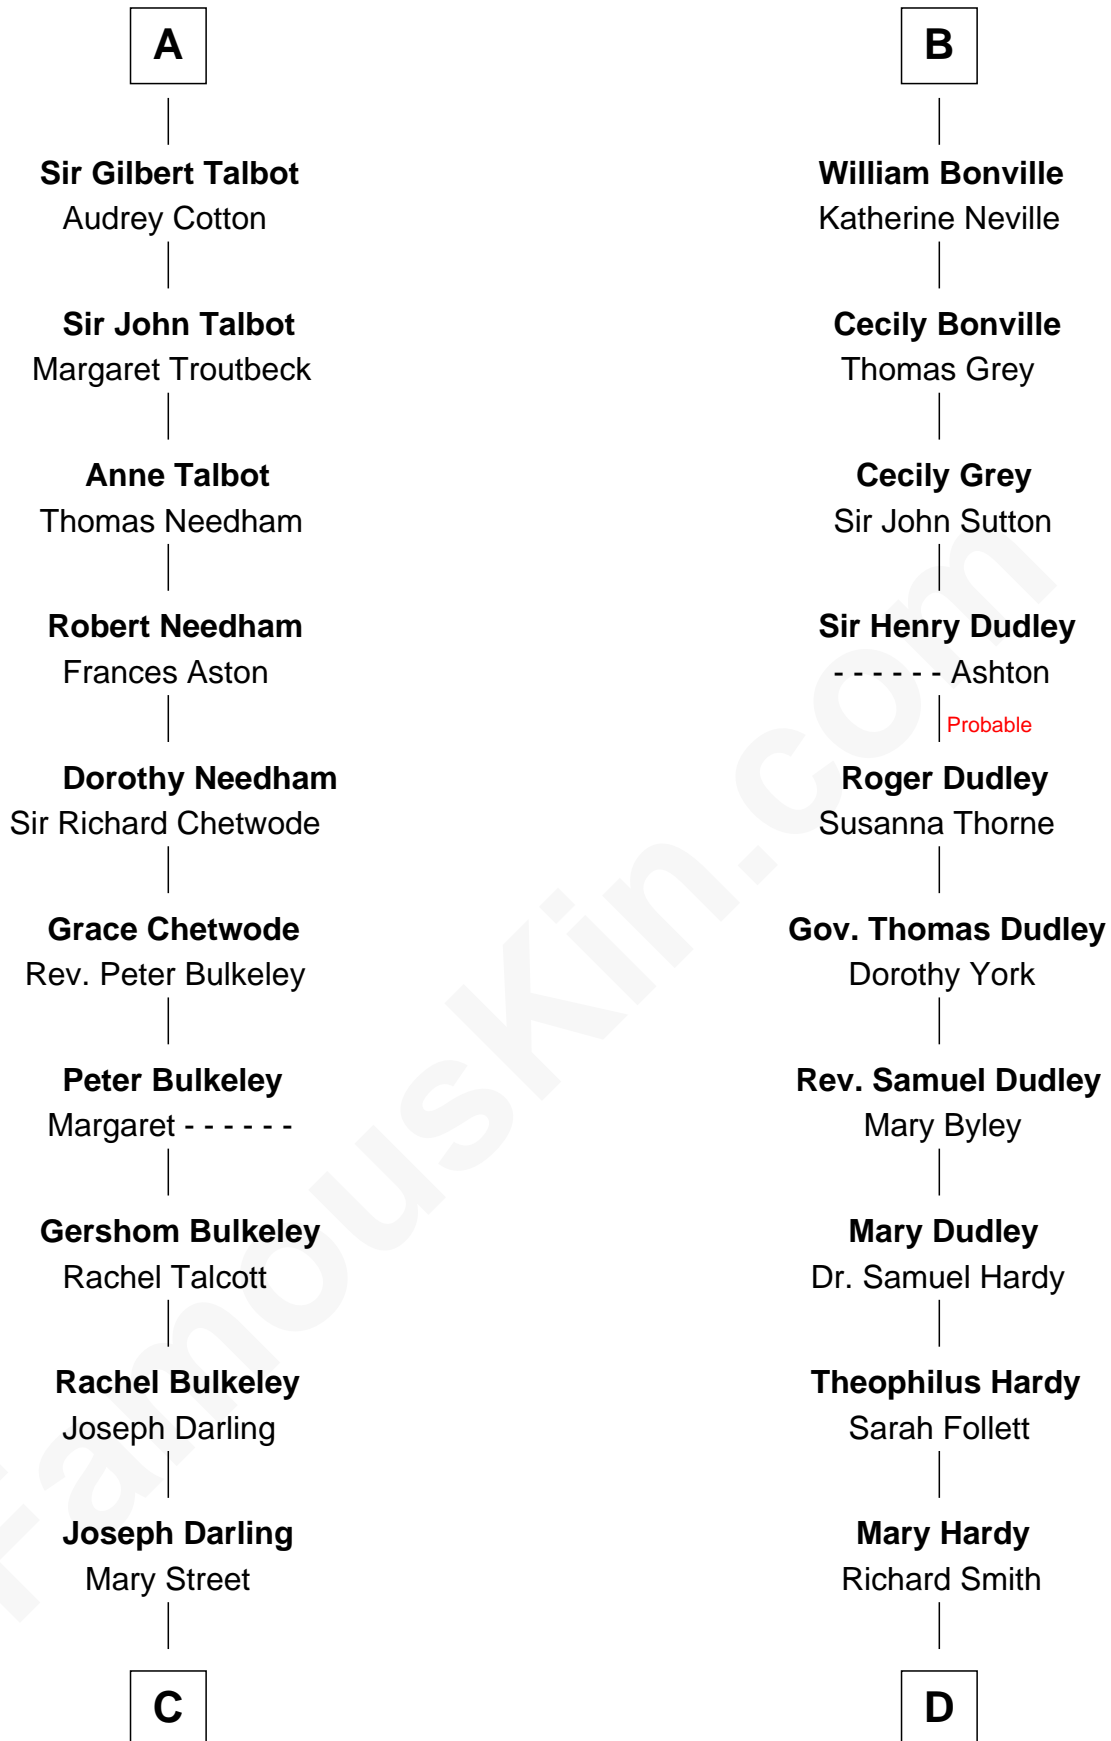 A
Sir Gilbert Talbot
Audrey Cotton
Sir John Talbot
Margaret Troutbeck
Anne Talbot
Thomas Needham
Robert Needham
Frances Aston
Dorothy Needham
Sir Richard Chetwode
Grace Chetwode
Rev. Peter Bulkeley
Peter Bulkeley
Margaret - - - - - -
Gershom Bulkeley
Rachel Talcott
Rachel Bulkeley
Joseph Darling
Joseph Darling
Mary Street
C
B
William Bonville
Katherine Neville
Cecily Bonville
Thomas Grey
Cecily Grey
Sir John Sutton
Sir Henry Dudley
- - - - - - Ashton
Probable
Roger Dudley
Susanna Thorne
Gov. Thomas Dudley
Dorothy York
Rev. Samuel Dudley
Mary Byley
Mary Dudley
Dr. Samuel Hardy
Theophilus Hardy
Sarah Follett
Mary Hardy
Richard Smith
D
FamousKin.com